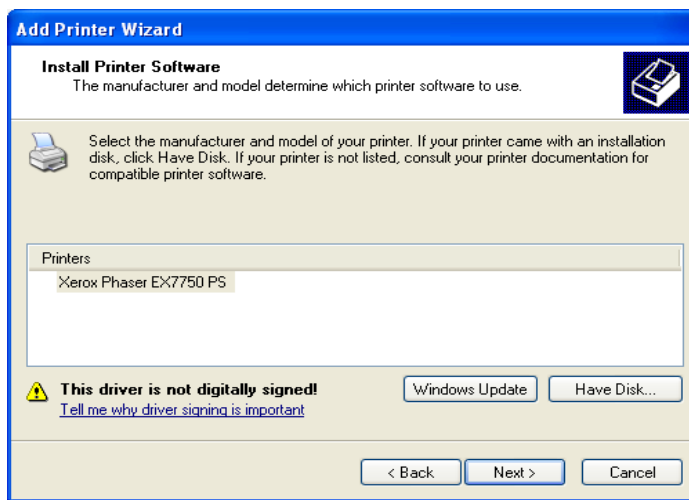 Add Printer Wizard
Install Printer Software
The manufacturer and model determine which printer software to use.
Select the manufacturer and model of your printer. If your printer came with an installation
disk, click Have Disk. If your printer is not listed, consult your printer documentation for
compatible printer software.
Printers
Xerox Phaser EX7750 PS
This driver is not digitally signed!
Tell me why driver signing is important
Windows Update
Have Disk...
< Back
Next >
Cancel